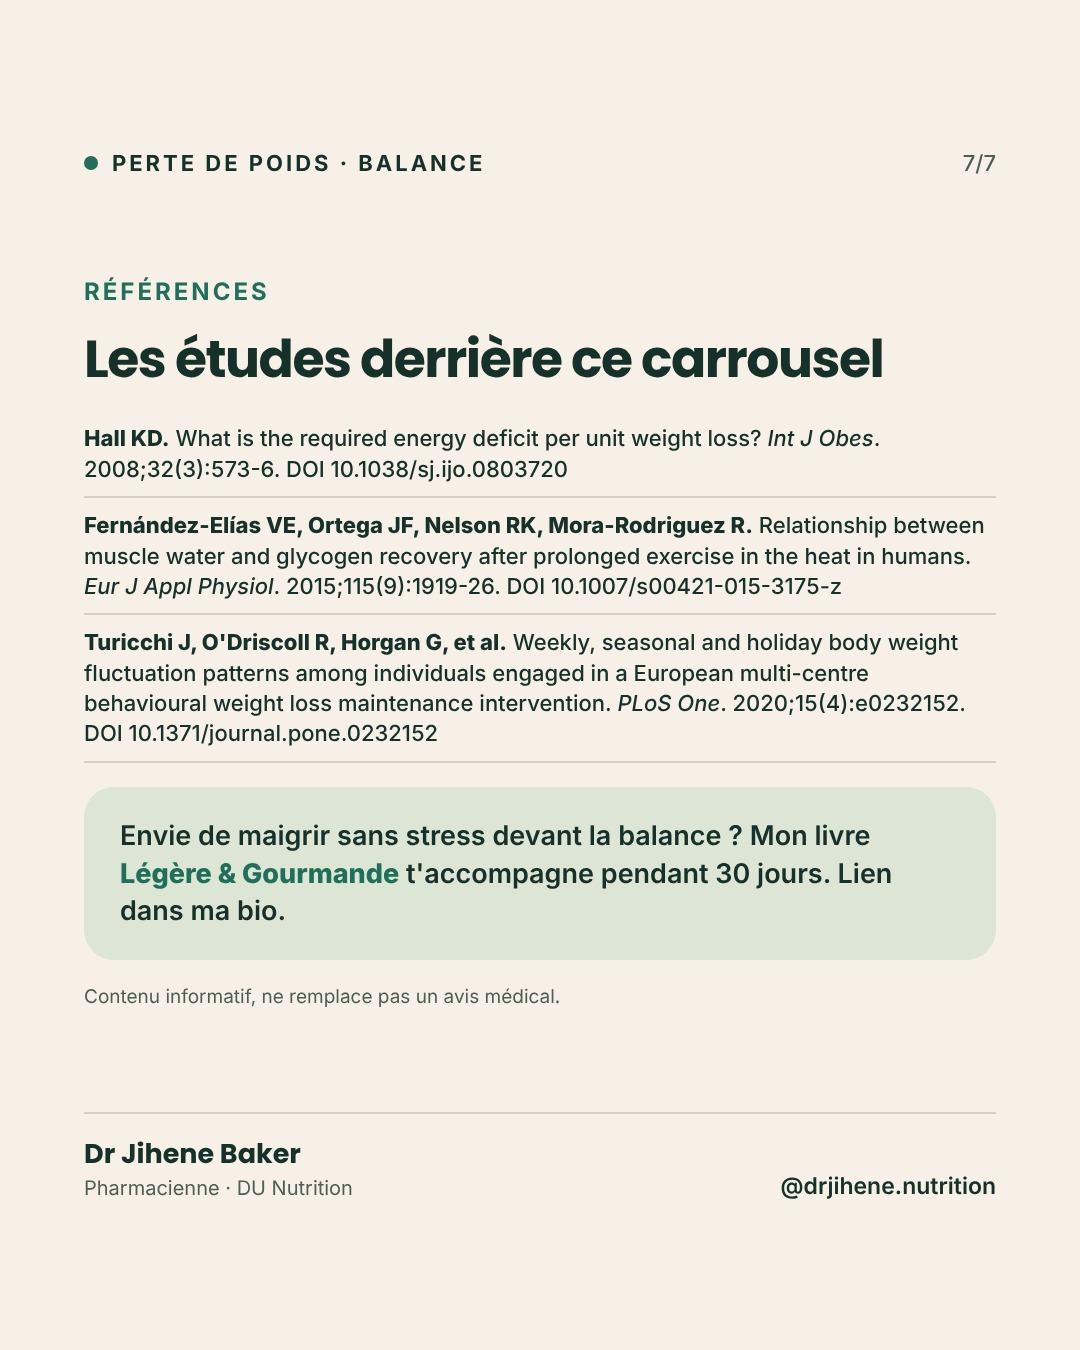 PERTE DE POIDS · BALANCE
7/7
RÉFÉRENCES
Les études derrière ce carrousel
Hall KD. What is the required energy deficit per unit weight loss? Int J Obes.
2008;32(3):573-6. DOI 10.1038/sj.ijo.0803720
Fernández-Elías VE, Ortega JF, Nelson RK, Mora-Rodriguez R. Relationship between
muscle water and glycogen recovery after prolonged exercise in the heat in humans.
Eur J Appl Physiol. 2015;115(9):1919-26. DOI 10.1007/s00421-015-3175-z
Turicchi J, O'Driscoll R, Horgan G, et al. Weekly, seasonal and holiday body weight
fluctuation patterns among individuals engaged in a European multi-centre
behavioural weight loss maintenance intervention. PLoS One. 2020;15(4):e0232152.
DOI 10.1371/journal.pone.0232152
Envie de maigrir sans stress devant la balance ? Mon livre
Légère & Gourmande t'accompagne pendant 30 jours. Lien
dans ma bio.
Contenu informatif, ne remplace pas un avis médical.
Dr Jihene Baker
Pharmacienne · DU Nutrition
@drjihene.nutrition